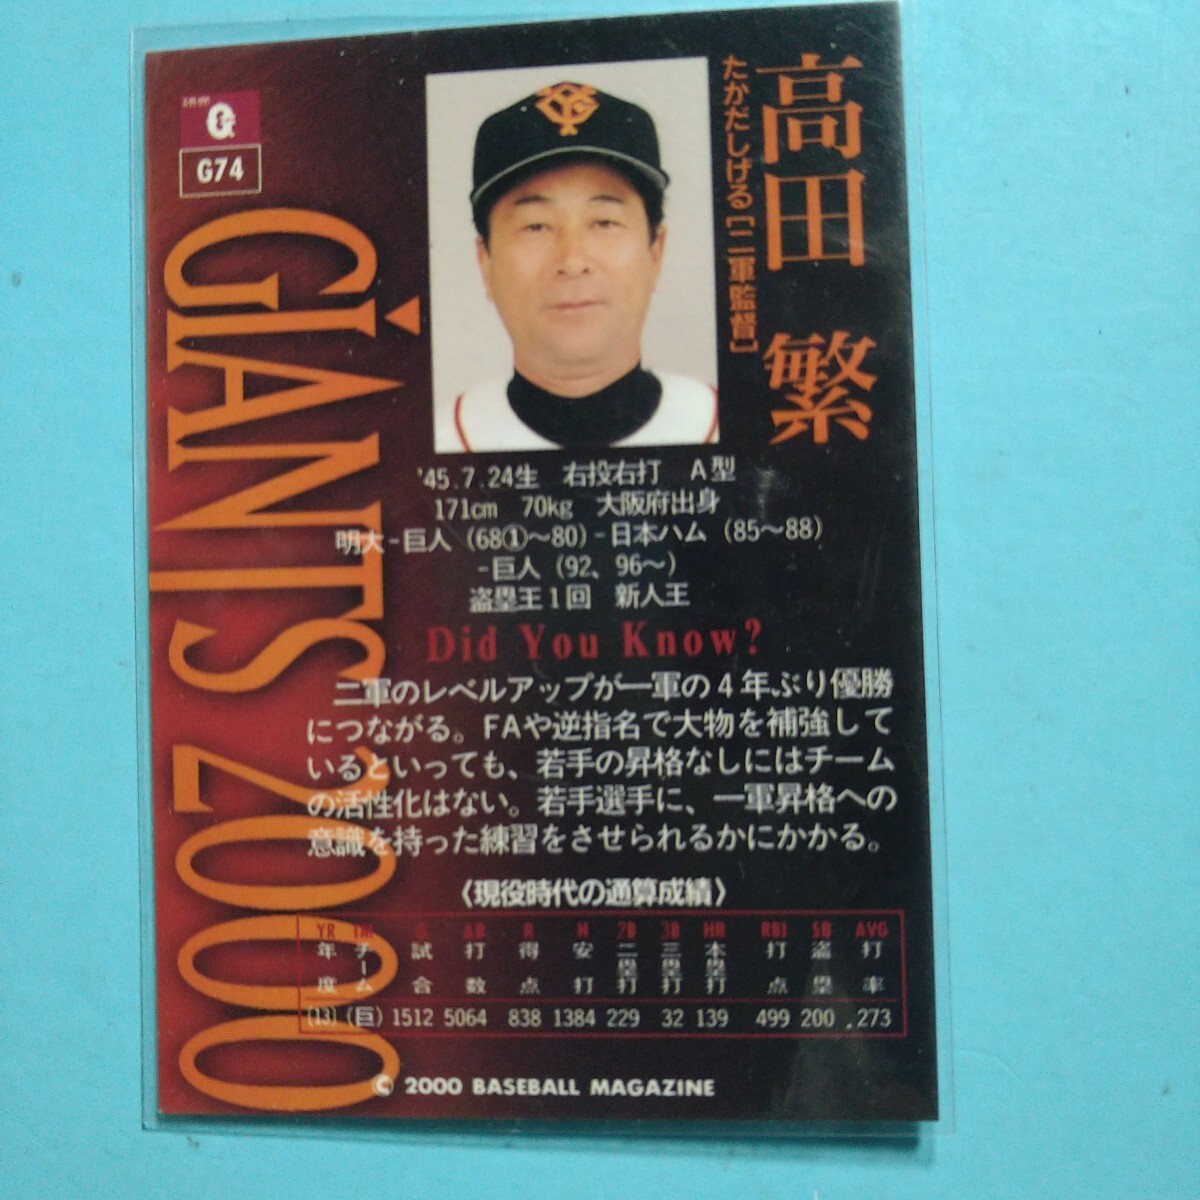 G
G74
GIANTS 2000
高田 繁
たかだしげる[二軍監督]
'45.7.24生 右投右打 A型
171cm 70kg 大阪府出身
明大-巨人(68①〜80)-日本ハム(85〜88)
-巨人(92、96〜)
盗塁王1回 新人王
Did You Know?
二軍のレベルアップが一軍の4年ぶり優勝
につながる。FAや逆指名で大物を補強して
いるといっても、若手の昇格なしにはチーム
の活性化はない。若手選手に、一軍昇格への
意識を持った練習をさせられるかにかかる。
〈現役時代の通算成績〉
YR TM G AB R H 2B 3B HR RBI SB AVG
年度 チーム 試合 打数 得点 安打 二塁打 三塁打 本塁打 打点 盗塁 打率
(13) (巨) 1512 5064 838 1384 229 32 139 499 200 .273
© 2000 BASEBALL MAGAZINE